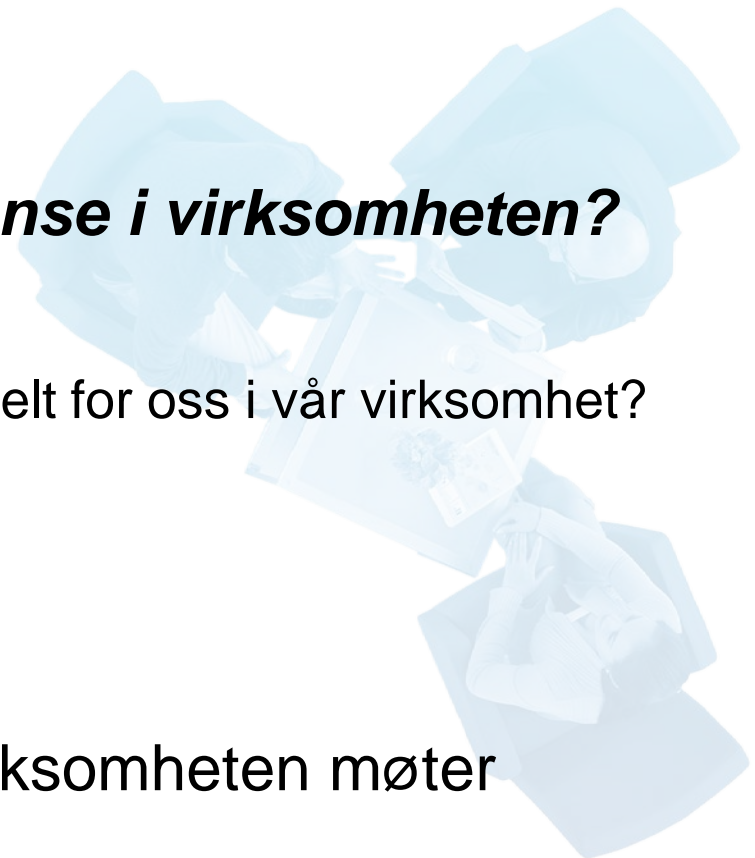 nse i virksomheten?
elt for oss i vår virksomhet?
ksomheten møter